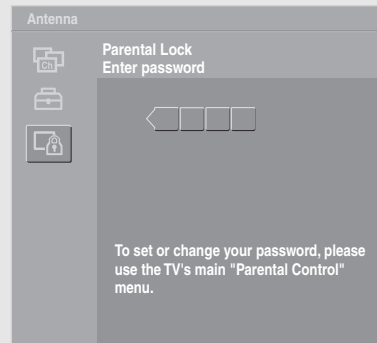 Antenna
Parental Lock
Enter password
Ch
To set or change your password, please
use the TV's main "Parental Control"
menu.